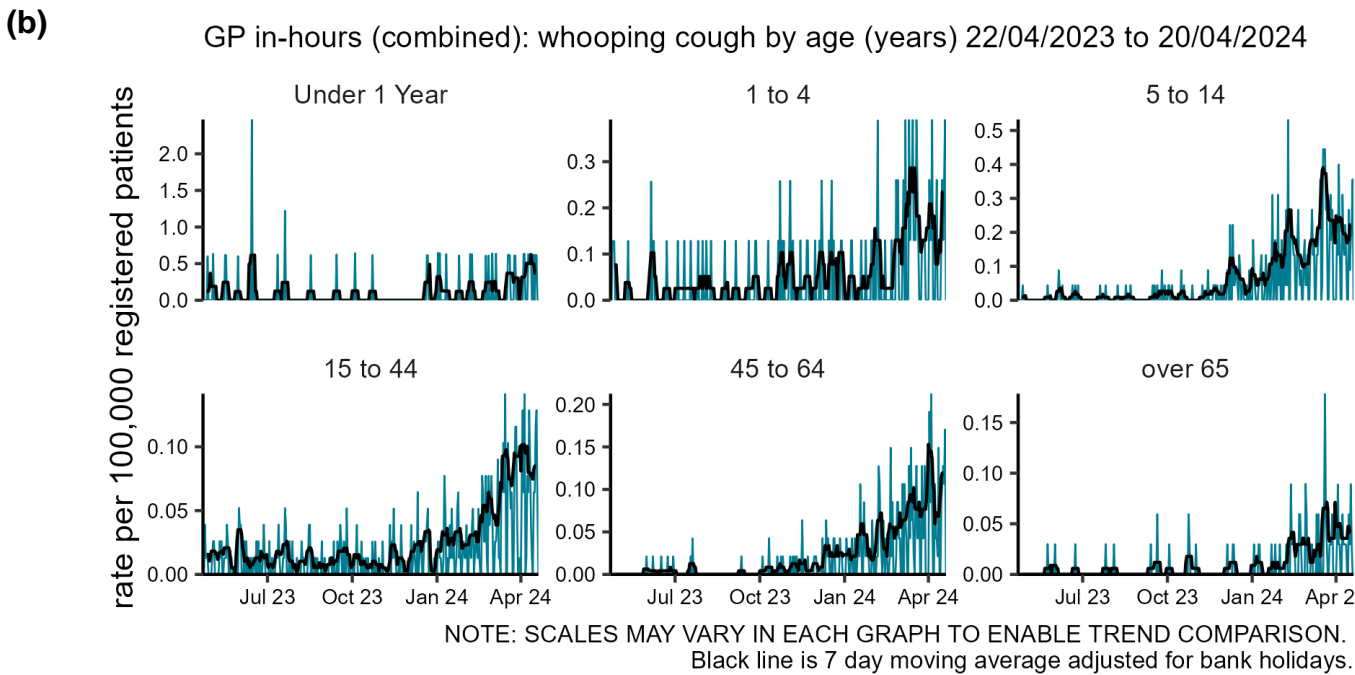 (b)
GP in-hours (combined): whooping cough by age (years) 22/04/2023 to 20/04/2024
rate per 100,000 registered patients
Under 1 Year
2.0
1.5
1.0
0.5
0.0
1 to 4
0.3
0.2
0.1
0.0
5 to 14
0.5
0.4
0.3
0.2
0.1
0.0
15 to 44
0.10
0.05
0.00
Jul 23 Oct 23 Jan 24 Apr 24
45 to 64
0.20
0.15
0.10
0.05
0.00
Jul 23 Oct 23 Jan 24 Apr 24
over 65
0.15
0.10
0.05
0.00
Jul 23 Oct 23 Jan 24 Apr 2
NOTE: SCALES MAY VARY IN EACH GRAPH TO ENABLE TREND COMPARISON.
Black line is 7 day moving average adjusted for bank holidays.